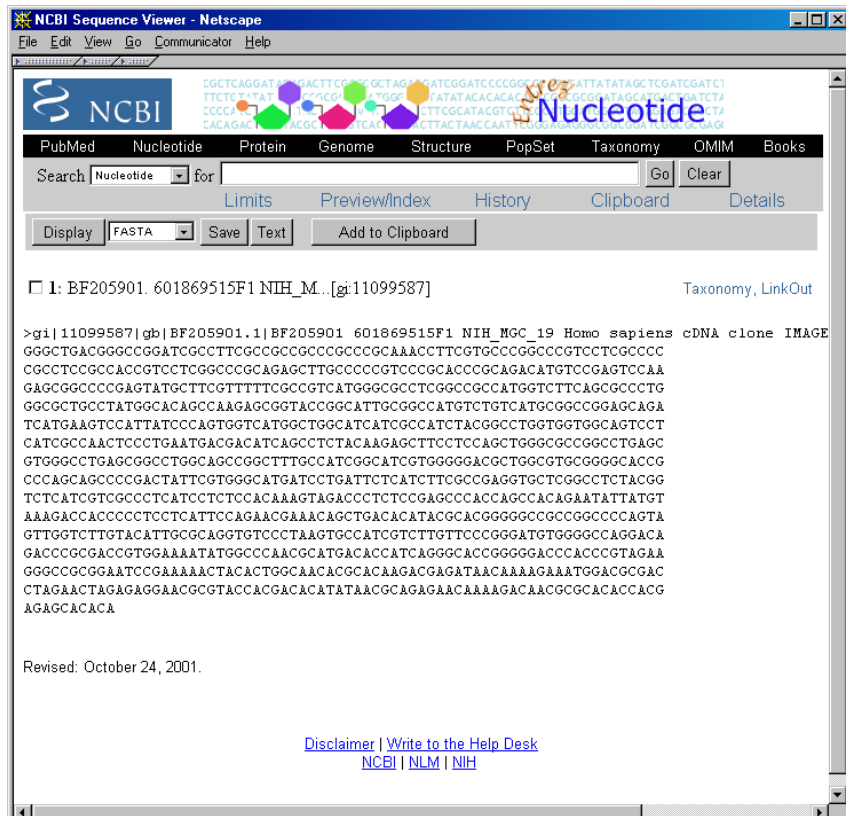 NCBI Sequence Viewer - Netscape
File Edit View Go Communicator Help
NCBI
Entrez Nucleotide
PubMed Nucleotide Protein Genome Structure PopSet Taxonomy OMIM Books
Search Nucleotide for Go Clear
Limits Preview/Index History Clipboard Details
Display FASTA Save Text Add to Clipboard
1: BF205901. 601869515F1 NIH_M...[gi:11099587] Taxonomy, LinkOut
>gi|11099587|gb|BF205901.1|BF205901 601869515F1 NIH_MGC_19 Homo sapiens cDNA clone IMAGE
GGGCTGACGGGCCGGATCGCCTTCGCCGCCGCCCGCCCGCAAACCTTCGTGCCCGGCCCGTCCTCGCCCC
CGCCTCCGCCACCGTCCTCGGCCCGCAGAGCTTGCCCCCGTCCCGCACCCGCAGACATGTCCGAGTCCAA
GAGCGGCCCCGAGTATGCTTCGTTTTTCGCCGTCATGGGCGCCTCGGCCGCCATGGTCTTCAGCGCCCTG
GGCGCTGCCTATGGCACAGCCAAGAGCGGTACCGGCATTGCGGCCATGTCTGTCATGCGGCCGGAGCAGA
TCATGAAGTCCATTATCCCAGTGGTCATGGCTGGCATCATCGCCATCTACGGCCTGGTGGTGGCAGTCCT
CATCGCCAACTCCCTGAATGACGACATCAGCCTCTACAAGAGCTTCCTCCAGCTGGGCGCCGGCCTGAGC
GTGGGCCTGAGCGGCCTGGCAGCCGGCTTTGCCATCGGCATCGTGGGGGACGCTGGCGTGCGGGGCACCG
CCCAGCAGCCCCGACTATTCGTGGGCATGATCCTGATTCTCATCTTCGCCGAGGTGCTCGGCCTCTACGG
TCTCATCGTCGCCCTCATCCTCTCCACAAAGTAGACCCTCTCCGAGCCCACCAGCCACAGAATATTATGT
AAAGACCACCCCCTCCTCATTCCAGAACGAAACAGCTGACACATACGCACGGGGGCCGCCGGCCCCAGTA
GTTGGTCTTGTACATTGCGCAGGTGTCCCTAAGTGCCATCGTCTTGTTCCCGGGATGTGGGGCCAGGACA
GACCCGCGACCGTGGAAAATATGGCCCAACGCATGACACCATCAGGGCACCGGGGGACCCACCCGTAGAA
GGGCCGCGGAATCCGAAAAACTACACTGGCAACACGCACAAGACGAGATAACAAAAGAAATGGACGCGAC
CTAGAACTAGAGAGGAACGCGTACCACGACACATATAACGCAGAGAACAAAAGACAACGCGCACACCACG
AGAGCACACA
Revised: October 24, 2001.
Disclaimer | Write to the Help Desk
NCBI | NLM | NIH